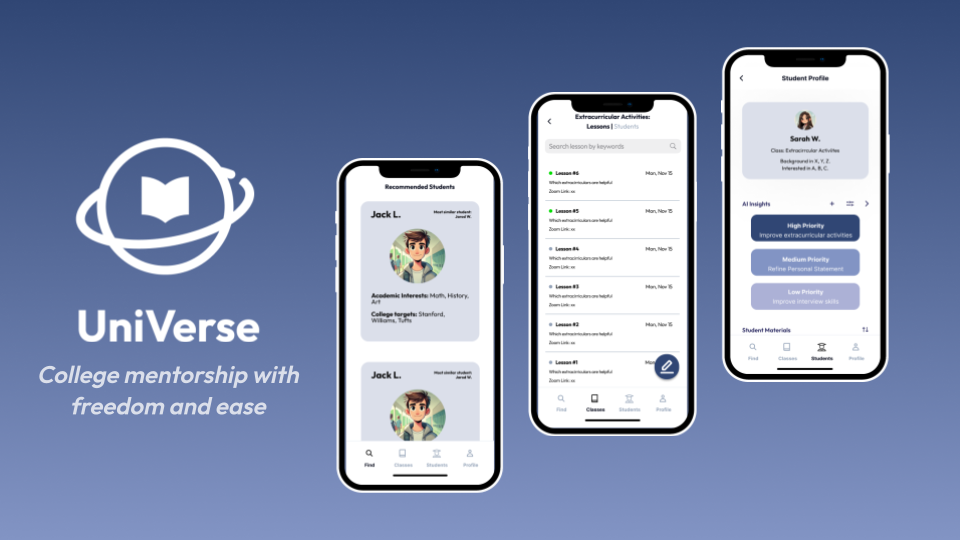 UniVerse
College mentorship with
freedom and ease
Recommended Students
Jack L.
Most similar student:
Jared W.
Academic Interests: Math, History,
Art
College targets: Stanford,
Williams, Tufts
Jack L.
Most similar student:
Jared W.
Find Classes Students Profile
Extracurricular Activities:
Lessons | Students
Search lesson by keywords
Lesson #6 Mon, Nov 15
Which extracurriculars are helpful
Zoom Link: xx
Lesson #5 Mon, Nov 15
Which extracurriculars are helpful
Zoom Link: xx
Lesson #4 Mon, Nov 15
Which extracurriculars are helpful
Zoom Link: xx
Lesson #3 Mon, Nov 15
Which extracurriculars are helpful
Zoom Link: xx
Lesson #2 Mon, Nov 15
Which extracurriculars are helpful
Zoom Link: xx
Lesson #1 Mon
Which extracurriculars are helpful
Zoom Link: xx
Find Classes Students Profile
Student Profile
Sarah W.
Class: Extracurricular Activities
Background in X, Y, Z.
Interested in A, B, C.
AI Insights
High Priority
Improve extracurricular activities
Medium Priority
Refine Personal Statement
Low Priority
Improve interview skills
Student Materials
Find Classes Students Profile